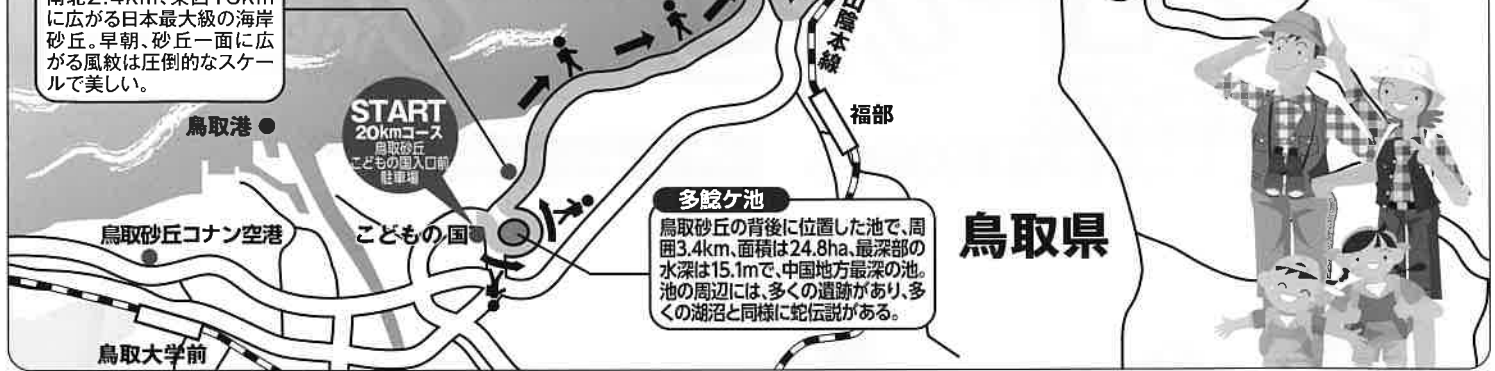 に広がる日本最大級の海岸
砂丘。早朝、砂丘一面に広
がる風紋は圧倒的なスケー
ルで美しい。
鳥取港
START
20kmコース
鳥取砂丘
こどもの国入口前
駐車場
山陰本線
福部
多鯰ケ池
鳥取砂丘の背後に位置した池で、周
囲3.4km、面積は24.8ha、最深部の
水深は15.1mで、中国地方最深の池。
池の周辺には、多くの遺跡があり、多
くの湖沼と同様に蛇伝説がある。
鳥取県
鳥取砂丘コナン空港
こどもの国
鳥取大学前